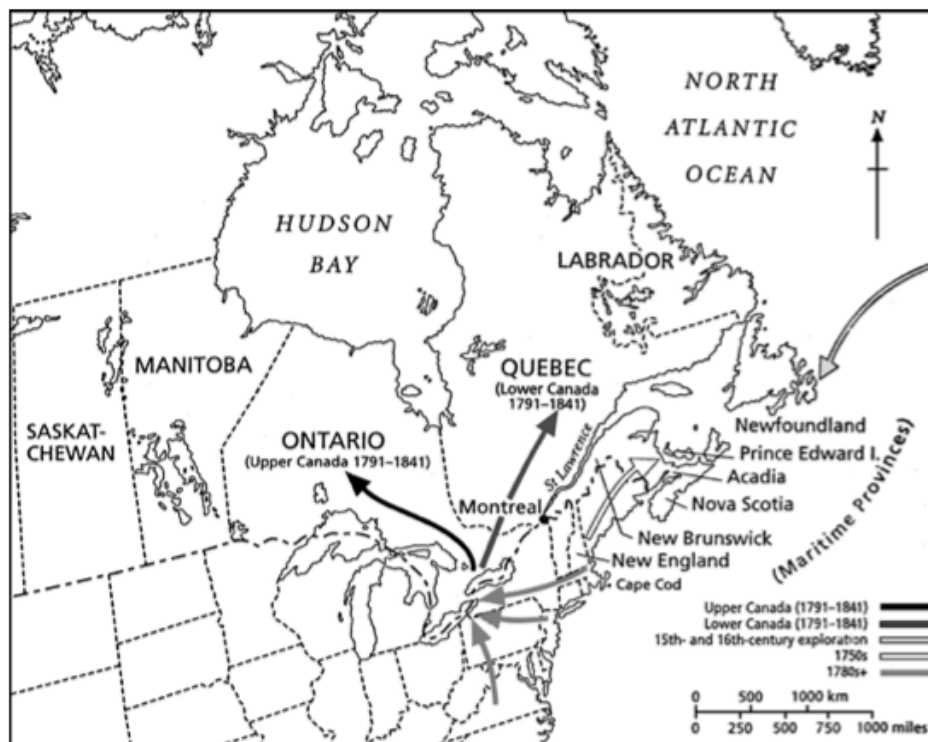 NORTH
ATLANTIC
OCEAN
N
HUDSON
BAY
LABRADOR
MANITOBA
QUEBEC
(Lower Canada
1791–1841)
SASKAT-
CHEWAN
ONTARIO
(Upper Canada 1791–1841)
St Lawrence
Montreal
Newfoundland
Prince Edward I.
Acadia
Nova Scotia
New Brunswick
New England
Cape Cod
(Maritime Provinces)
Upper Canada (1791–1841)
Lower Canada (1791–1841)
15th- and 16th-century exploration
1750s
1780s+
0 500 1000 km
0 250 500 750 1000 miles